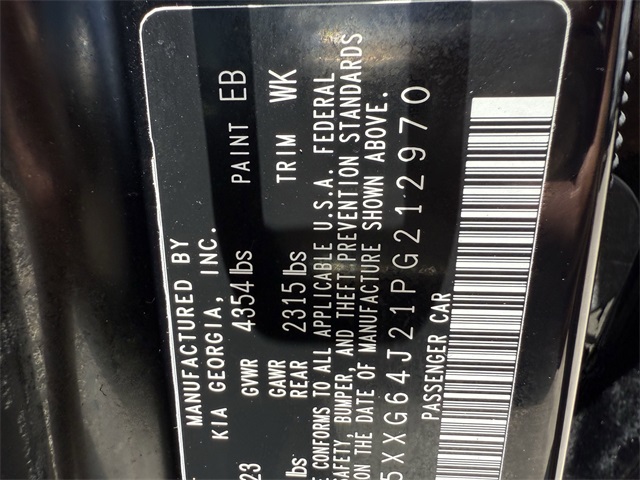 MANUFACTURED BY
KIA GEORGIA, INC.
23 GVWR 4354 lbs PAINT EB
GAWR
lbs REAR 2315 lbs TRIM WK
CONFORMS TO ALL APPLICABLE U.S.A. FEDERAL
SAFETY, BUMPER, AND THEFT PREVENTION STANDARDS
ON THE DATE OF MANUFACTURE SHOWN ABOVE.
5XXG64J21PG212970
PASSENGER CAR